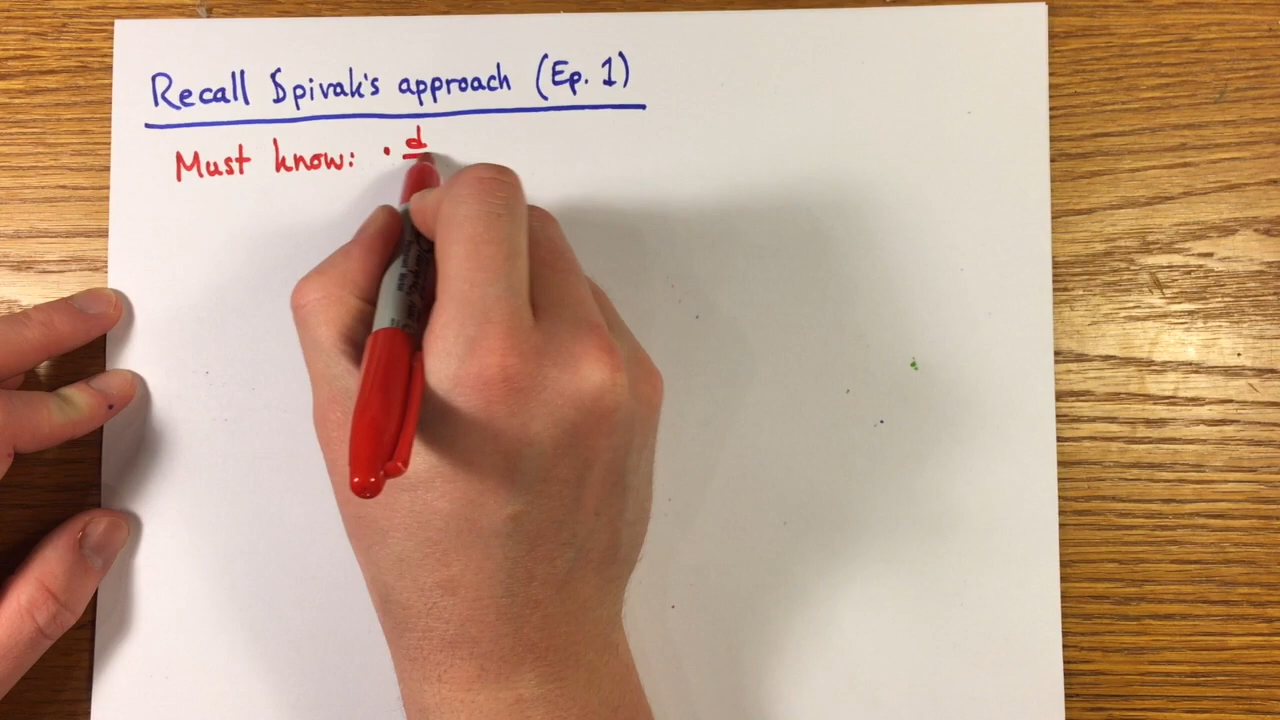 Recall Spivak's approach (Ep. 1)
Must know: • d